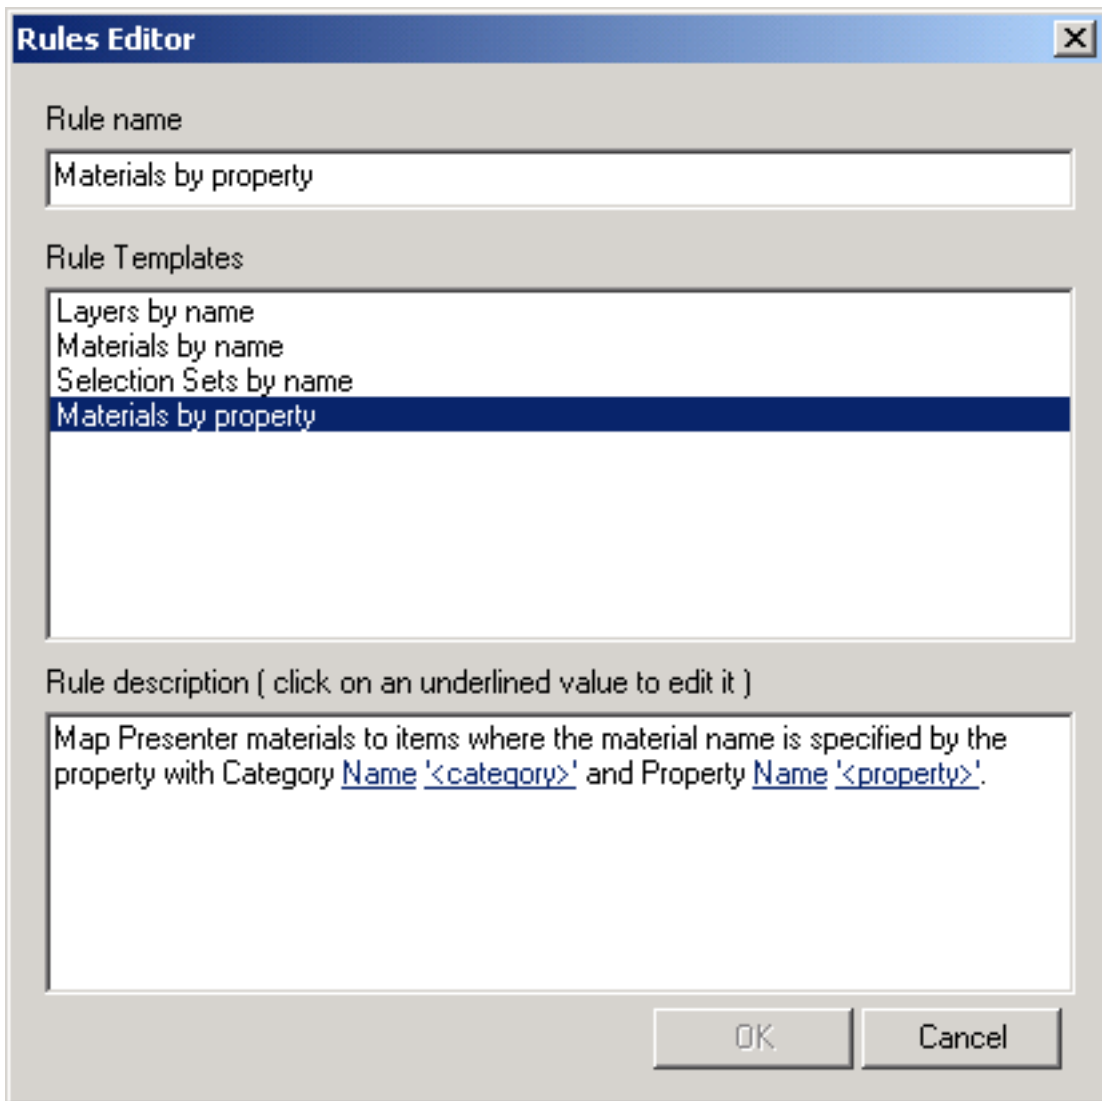 Rules Editor
Rule name
Materials by property
Rule Templates
Layers by name
Materials by name
Selection Sets by name
Materials by property
Rule description ( click on an underlined value to edit it )
Map Presenter materials to items where the material name is specified by the
property with Category Name '<category>' and Property Name '<property>'.
OK
Cancel